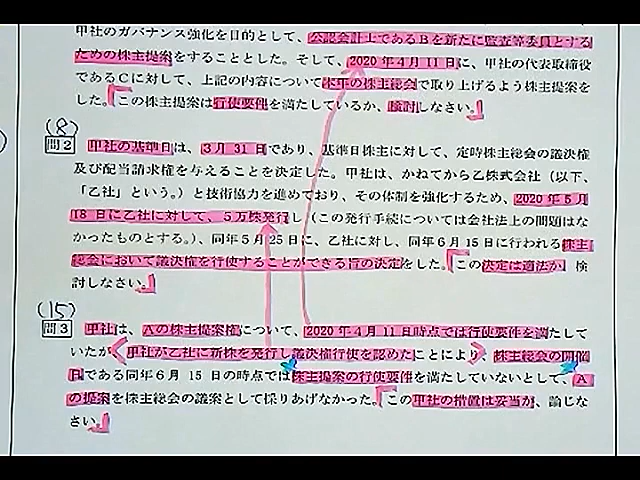 甲社のガバナンス強化を目的として、公認会計士であるBを新たに監査等委員とする
ための株主提案をすることとした。そして、2020年4月11日に、甲社の代表取締役
であるCに対して、上記の内容について本年の株主総会で取り上げるよう株主提案を
した。「この株主提案は行使要件を満たしているか、検討しなさい。」
(8)
問2 甲社の基準日は、3月31日であり、基準日株主に対して、定時株主総会の議決権
及び配当請求権を与えることを決定した。甲社は、かねてから乙株式会社(以下、
「乙社」という。)と技術協力を進めており、その体制を強化するため、2020年5月
18日に乙社に対して、5万株発行し(この発行手続については会社法上の問題はな
かったものとする。)、同年5月25日に、乙社に対し、同年6月15日に行われる株主
総会において議決権を行使することができる旨の決定をした。「この決定は適法か、検
討しなさい。」
(15)
問3 甲社は、Aの株主提案権について、2020年4月11日時点では行使要件を満たしてい
ていたが〈甲社が乙社に新株を発行し議決権行使を認めたことにより〉、株主総会の開催
日である同年6月15日の時点では株主提案の行使要件を満たしていないとして、A
の提案を株主総会の議案として採りあげなかった。「この甲社の措置は妥当か、論じな
さい。」